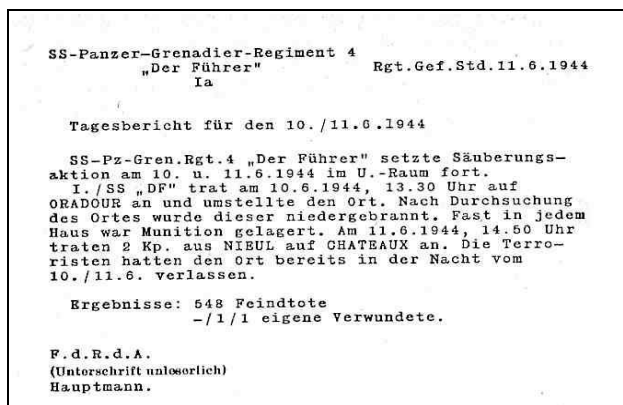 SS-Panzer-Grenadier-Regiment 4
„Der Führer" Rgt.Gef.Std.11.6.1944
Ia
Tagesbericht für den 10./11.6.1944
SS-Pz-Gren.Rgt.4 „Der Führer" setzte Säuberungs-
aktion am 10. u. 11.6.1944 im U.-Raum fort.
I./SS „DF" trat am 10.6.1944, 13.30 Uhr auf
ORADOUR an und umstellte den Ort. Nach Durchsuchung
des Ortes wurde dieser niedergebrannt. Fast in jedem
Haus war Munition gelagert. Am 11.6.1944, 14.50 Uhr
traten 2 Kp. aus NIEUL auf CHATEAUX an. Die Terro-
risten hatten den Ort bereits in der Nacht vom
10./11.6. verlassen.
Ergebnisse: 548 Feindtote
-/1/1 eigene Verwundete.
F.d.R.d.A.
(Unterschrift unleserlich)
Hauptmann.